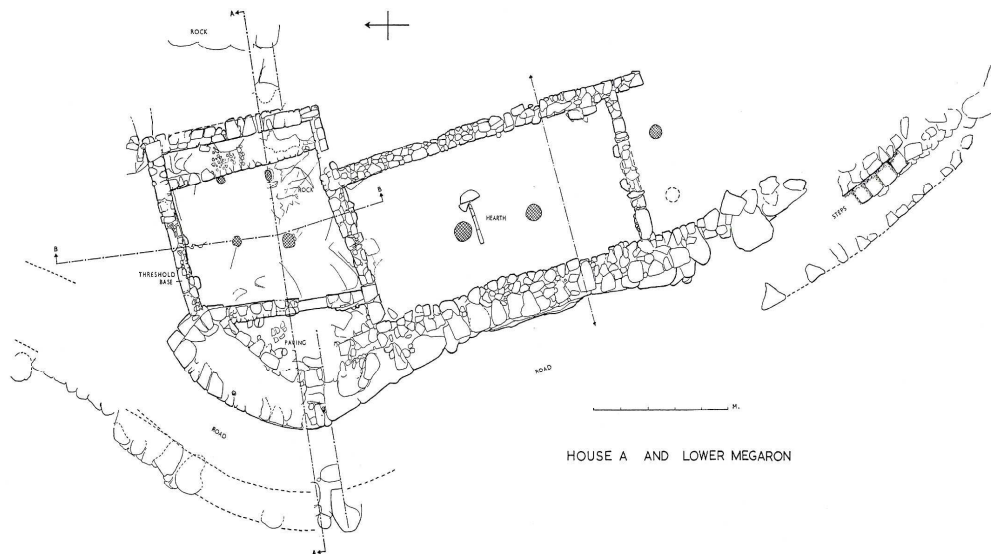 A
ROCK
ROCK
B
B
HEARTH
STEPS
THRESHOLD
BASE
PAVING
ROAD
ROAD
M.
HOUSE A AND LOWER MEGARON
A